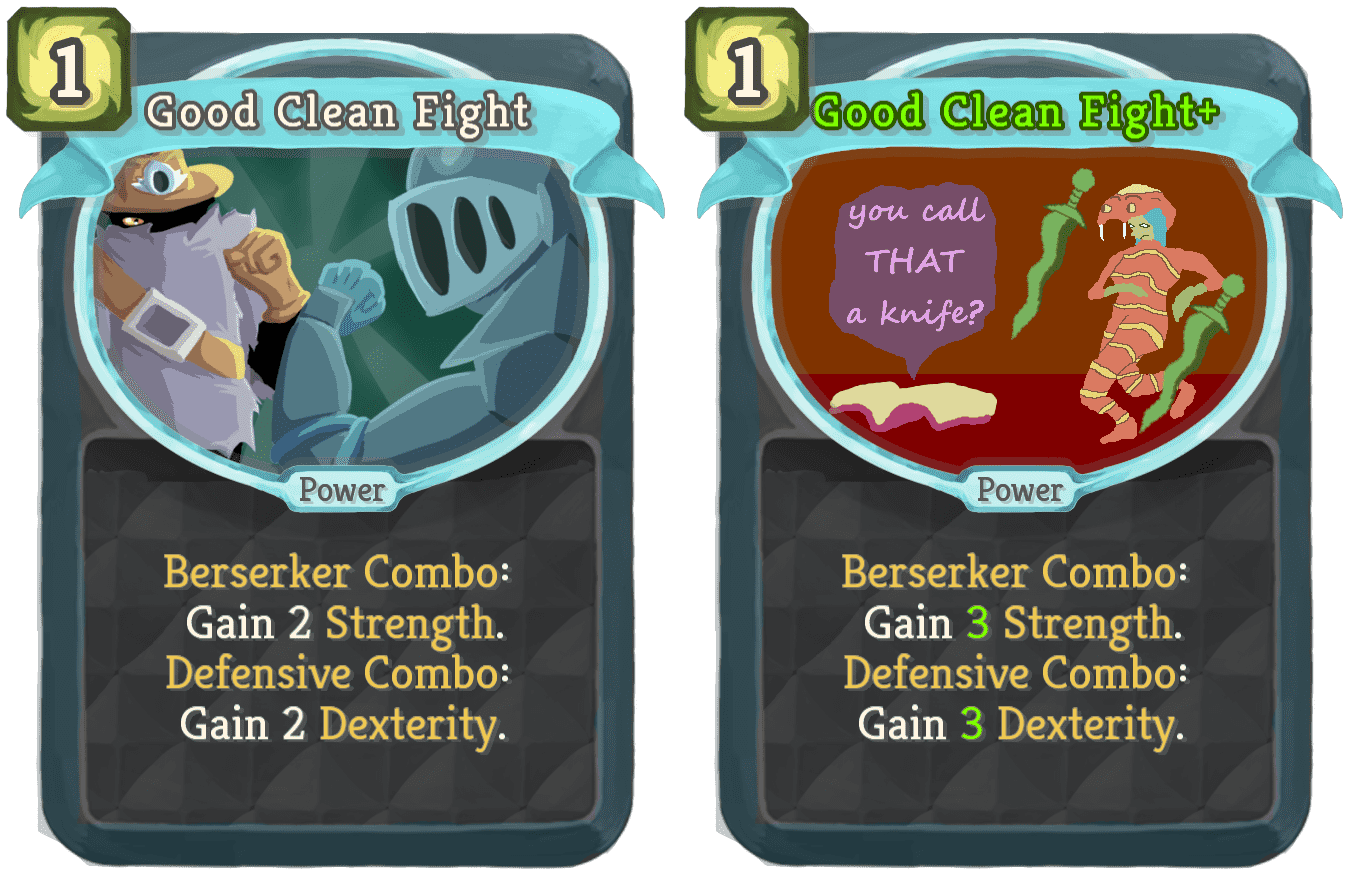 1
Good Clean Fight
Power
Berserker Combo:
Gain 2 Strength.
Defensive Combo:
Gain 2 Dexterity.
1
Good Clean Fight+
you call
THAT
a knife?
Power
Berserker Combo:
Gain 3 Strength.
Defensive Combo:
Gain 3 Dexterity.